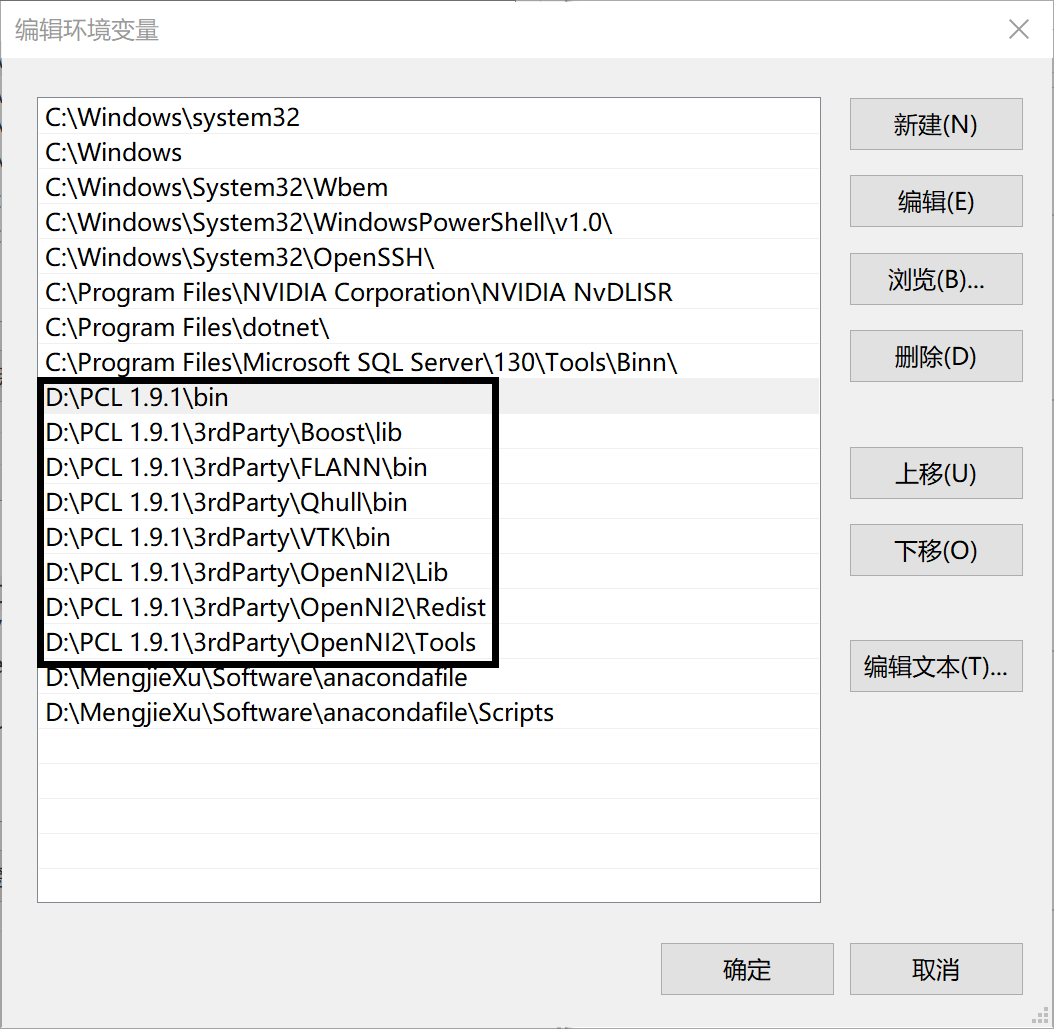 编辑环境变量
C:\Windows\system32
C:\Windows
C:\Windows\System32\Wbem
C:\Windows\System32\WindowsPowerShell\v1.0\
C:\Windows\System32\OpenSSH\
C:\Program Files\NVIDIA Corporation\NVIDIA NvDLISR
C:\Program Files\dotnet\
C:\Program Files\Microsoft SQL Server\130\Tools\Binn\
D:\PCL 1.9.1\bin
D:\PCL 1.9.1\3rdParty\Boost\lib
D:\PCL 1.9.1\3rdParty\FLANN\bin
D:\PCL 1.9.1\3rdParty\Qhull\bin
D:\PCL 1.9.1\3rdParty\VTK\bin
D:\PCL 1.9.1\3rdParty\OpenNI2\Lib
D:\PCL 1.9.1\3rdParty\OpenNI2\Redist
D:\PCL 1.9.1\3rdParty\OpenNI2\Tools
D:\MengjieXu\Software\anacondafile
D:\MengjieXu\Software\anacondafile\Scripts
新建(N)
编辑(E)
浏览(B)...
删除(D)
上移(U)
下移(O)
编辑文本(T)...
确定
取消